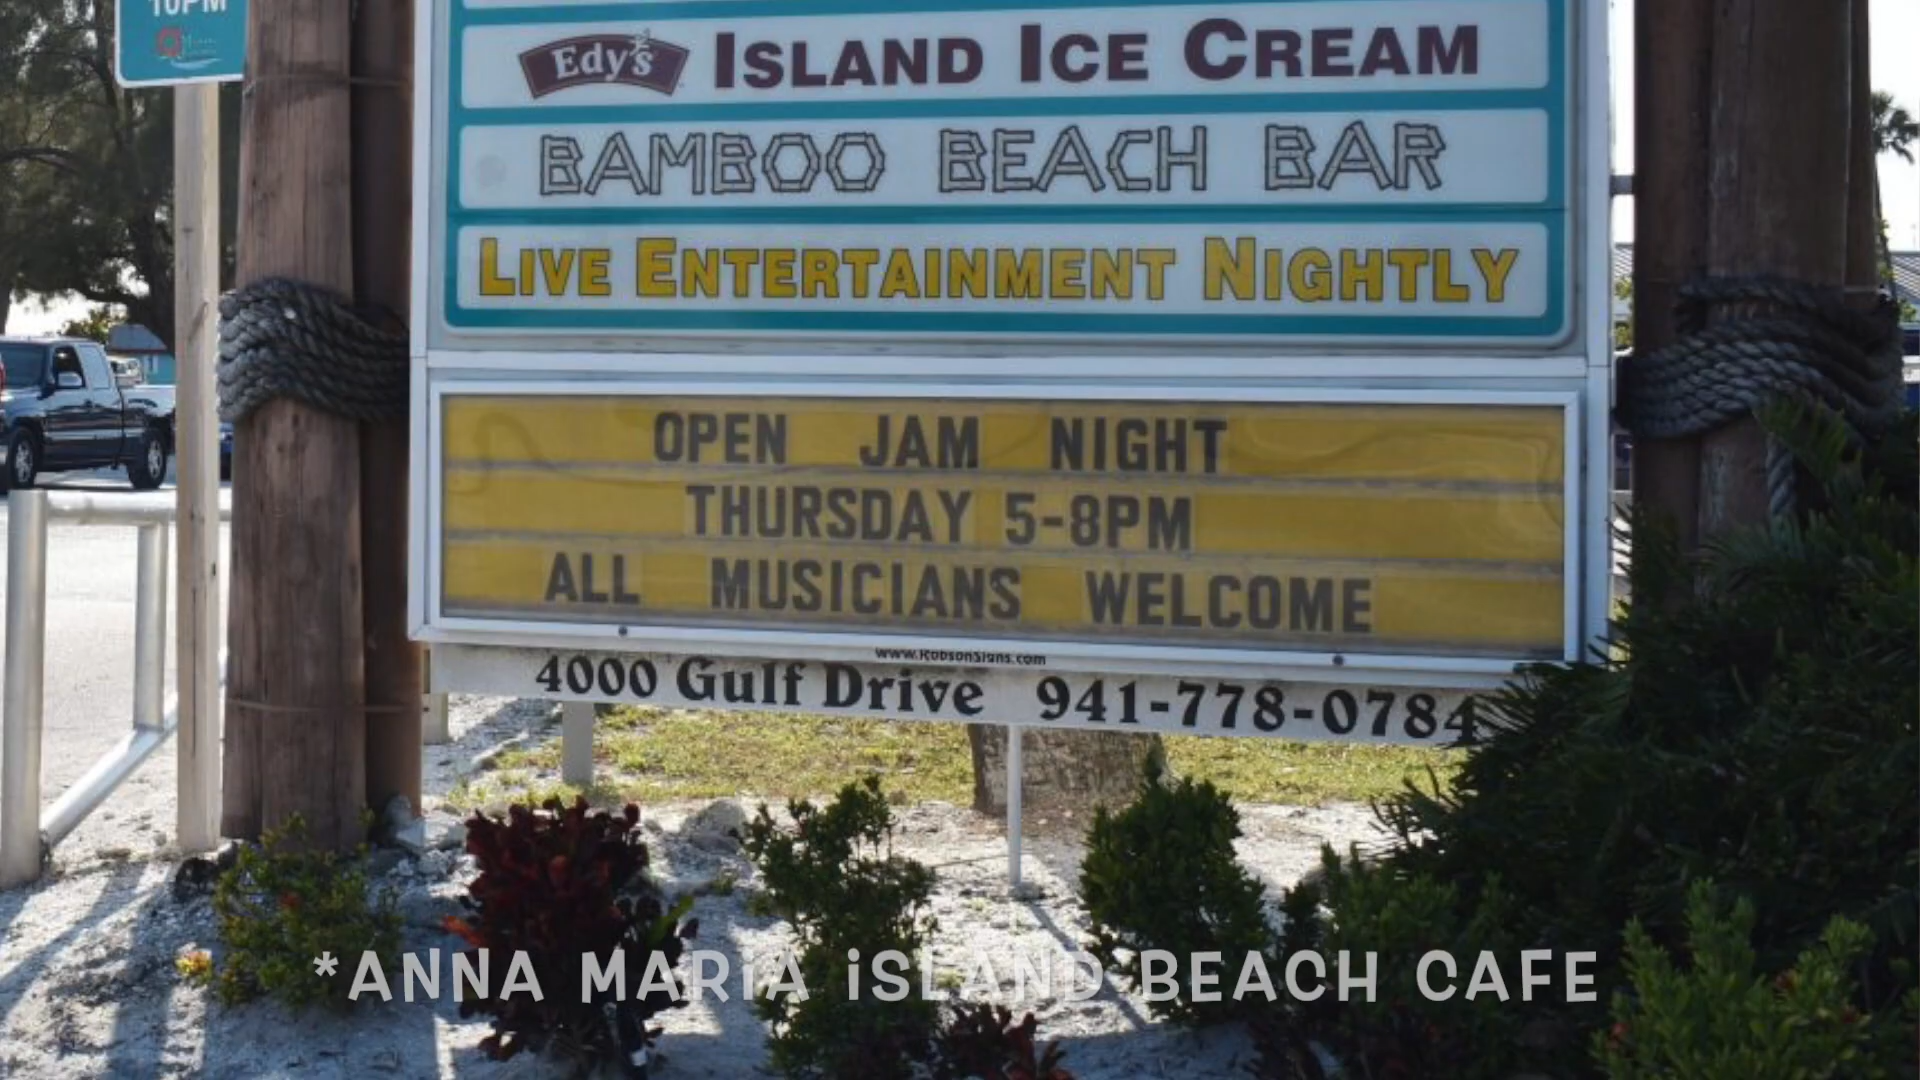 10PM
Edy's ISLAND ICE CREAM
BAMBOO BEACH BAR
LIVE ENTERTAINMENT NIGHTLY
OPEN JAM NIGHT
THURSDAY 5-8PM
ALL MUSICIANS WELCOME
www.RobsonSigns.com
4000 Gulf Drive 941-778-0784
*ANNA MARiA iSLAND BEACH CAFE